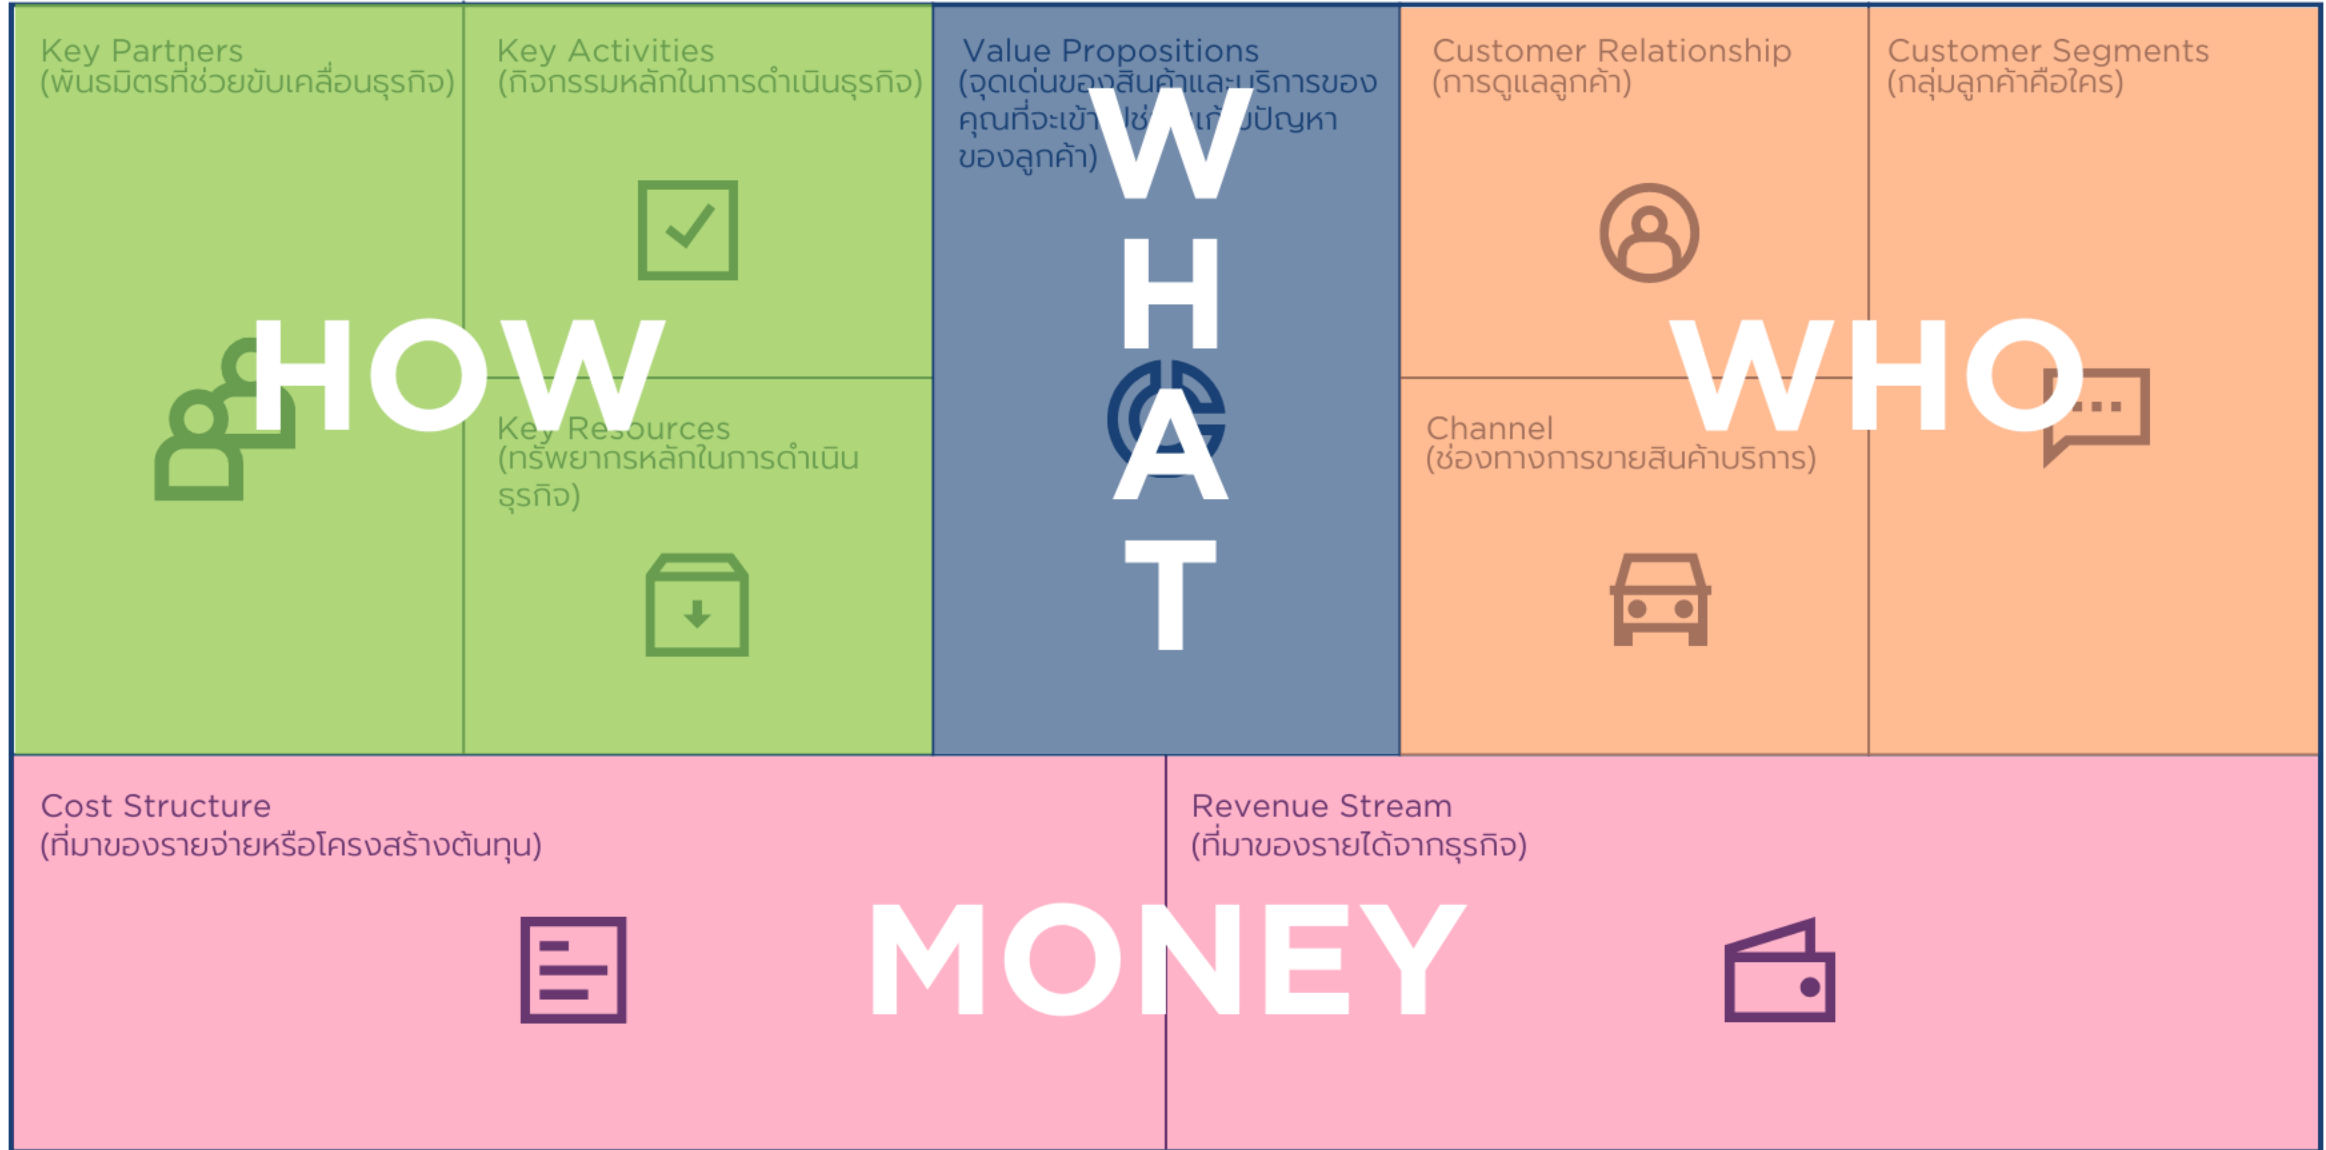 Key Partners
(พันธมิตรที่ช่วยขับเคลื่อนธุรกิจ)
Key Activities
(กิจกรรมหลักในการดำเนินธุรกิจ)
HOW
Key Resources
(ทรัพยากรหลักในการดำเนิน
ธุรกิจ)
Value Propositions
(จุดเด่นของสินค้าและบริการของ
คุณที่จะเข้า ปัญหา
ของลูกค้า)
WHAT
Customer Relationship
(การดูแลลูกค้า)
Customer Segments
(กลุ่มลูกค้าคือใคร)
WHO
Channel
(ช่องทางการขายสินค้าบริการ)
Cost Structure
(ที่มาของรายจ่ายหรือโครงสร้างต้นทุน)
Revenue Stream
(ที่มาของรายได้จากธุรกิจ)
MONEY